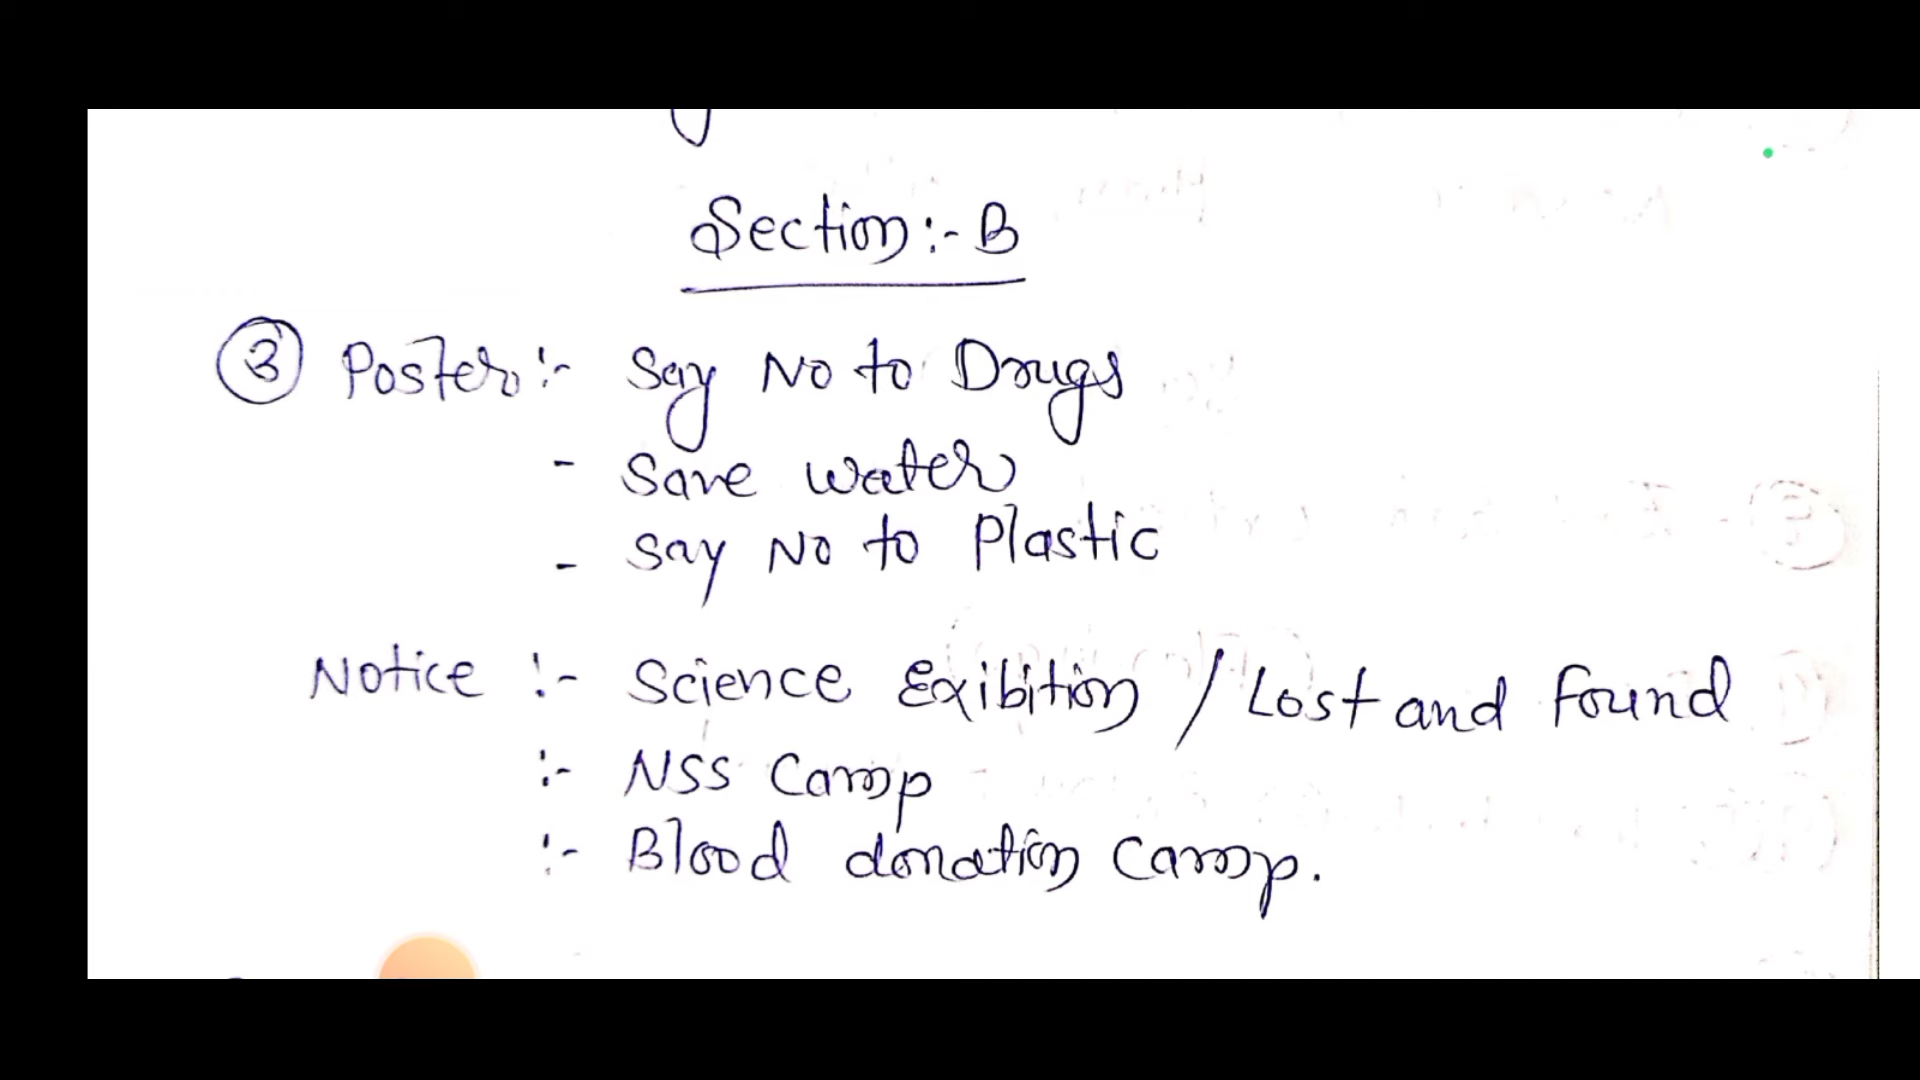 Section:- B
③ Poster:- Say No to Drugs
- Save water
- Say No to Plastic
Notice :- Science Exibition / Lost and Found
:- NSS Camp
:- Blood donation Camp.